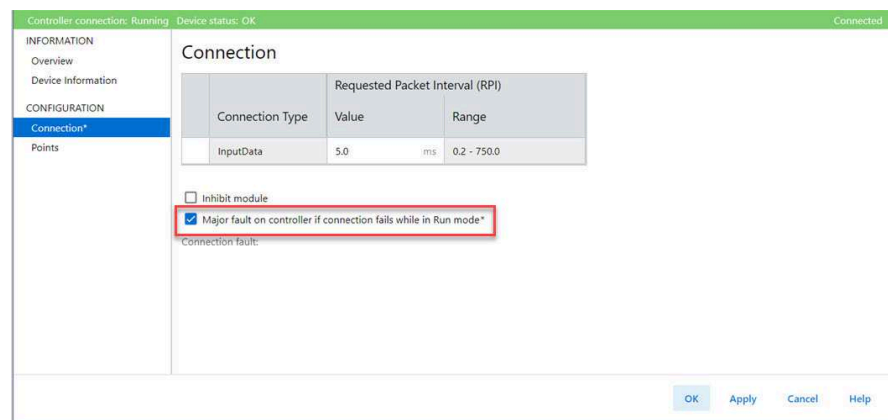 Controller connection: Running Device status: OK Connected
INFORMATION
Overview
Device Information
CONFIGURATION
Connection*
Points
Connection
Requested Packet Interval (RPI)
Connection Type Value Range
InputData 5.0 ms 0.2 - 750.0
Inhibit module
Major fault on controller if connection fails while in Run mode*
Connection fault:
OK Apply Cancel Help